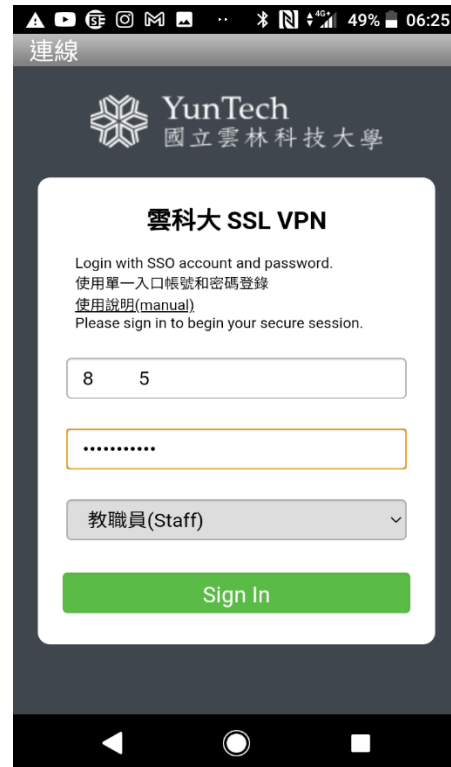 49% 06:25
4G+
連線
YunTech
國立雲林科技大學
雲科大 SSL VPN
Login with SSO account and password.
使用單一入口帳號和密碼登錄
使用說明(manual)
Please sign in to begin your secure session.
8 5
•••••••••••
教職員(Staff)
Sign In